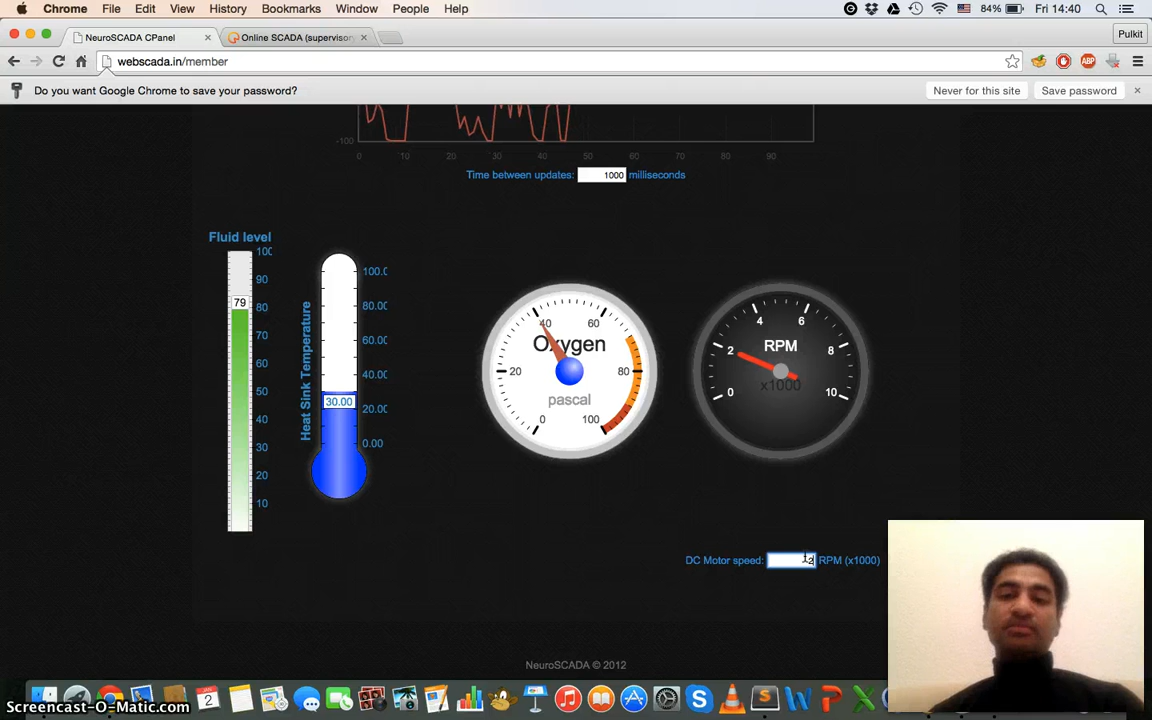 Chrome File Edit View History Bookmarks Window People Help 84% Fri 14:40
NeuroSCADA CPanel Online SCADA (supervisor Pulkit
webscada.in/member ABP
Do you want Google Chrome to save your password? Never for this site Save password
-100
0 10 20 30 40 50 60 70 80 90
Time between updates: 1000 milliseconds
Fluid level
100
90
79
80
70
60
50
40
30
20
10
Heat Sink Temperature
100.0
80.00
60.00
40.00
30.00
20.00
0.00
40 60
Oxygen
20 80
pascal
0 100
4 6
RPM
2 8
x1000
0 10
DC Motor speed: 2 RPM (x1000)
NeuroSCADA © 2012
JAN
2
Screencast-O-Matic.com